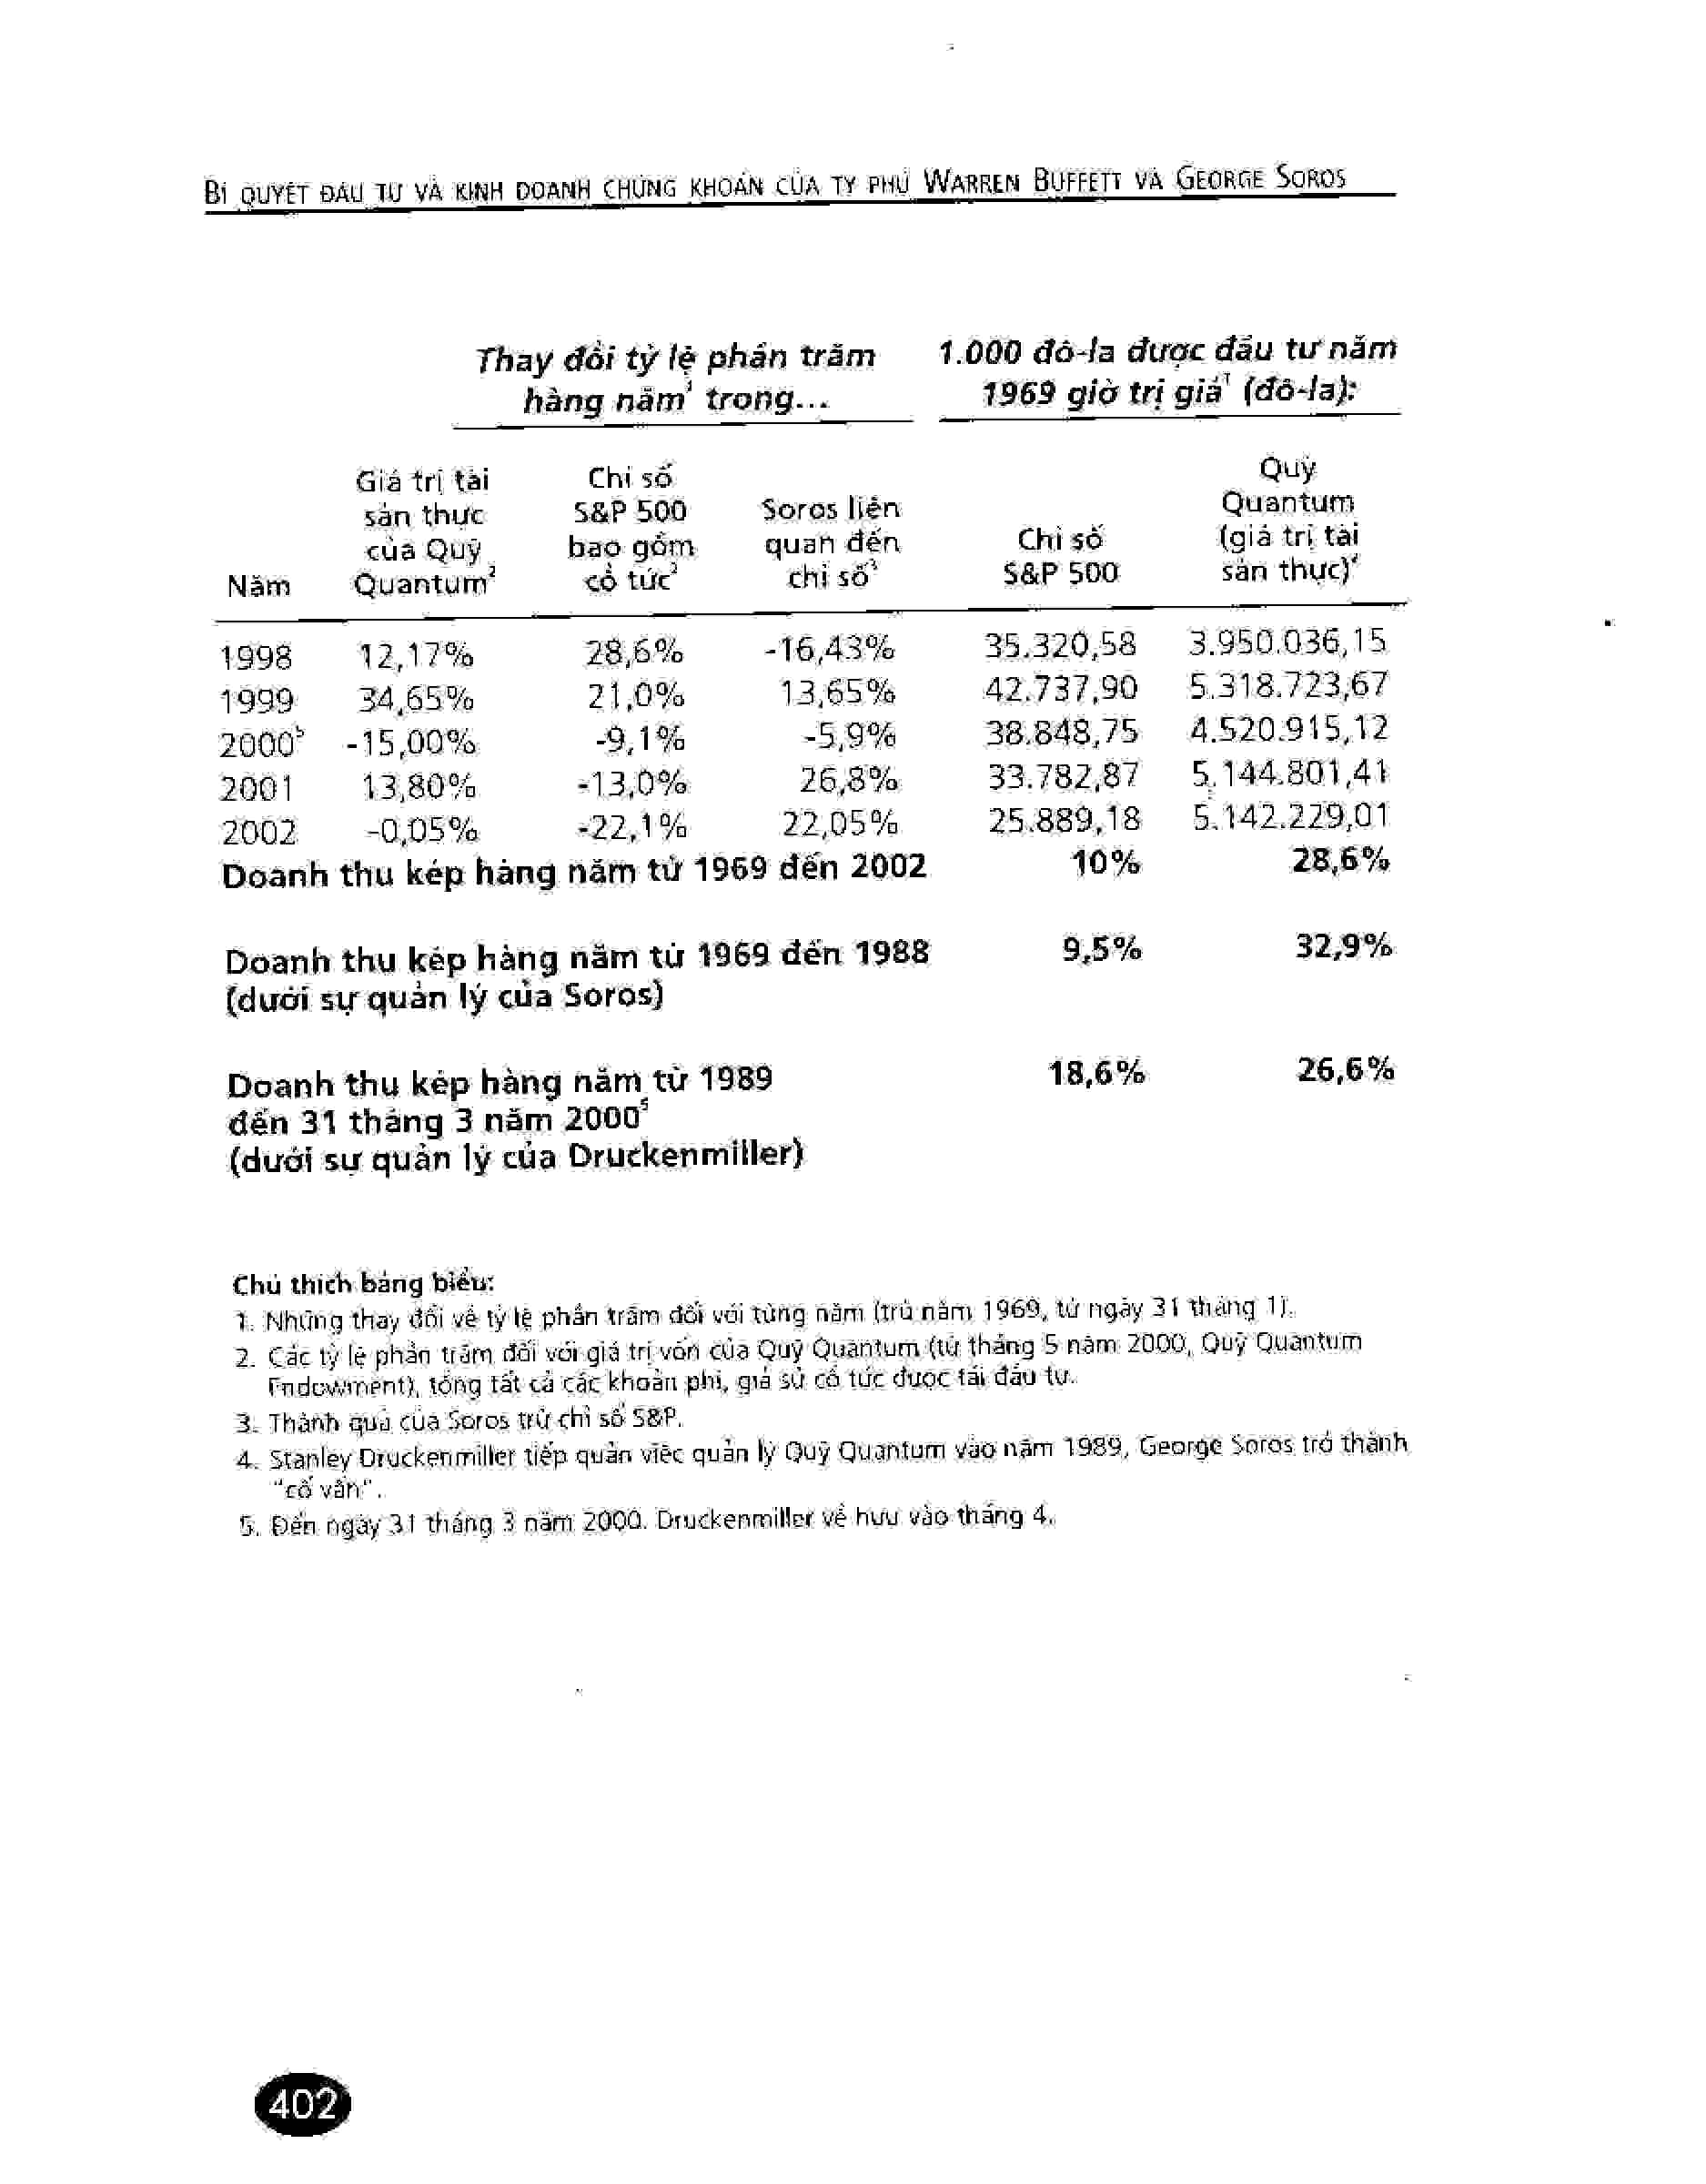 BÍ QUYẾT ĐẦU TƯ VÀ KINH DOANH CHỨNG KHOÁN CỦA TỶ PHÚ WARREN BUFFETT VÀ GEORGE SOROS
Thay đổi tỷ lệ phần trăm
hàng năm¹ trong...
1.000 đô-la được đầu tư năm
1969 giờ trị giá¹ (đô-la):
Năm
Giá trị tài
sản thực
của Quỹ
Quantum²
Chỉ số
S&P 500
bao gồm
cổ tức²
Soros liên
quan đến
chỉ số³
Chỉ số
S&P 500
Quỹ
Quantum
(giá trị tài
sản thực)⁴
1998 12,17% 28,6% -16,43% 35.320,58 3.950.036,15
1999 34,65% 21,0% 13,65% 42.737,90 5.318.723,67
2000⁵ -15,00% -9,1% -5,9% 38.848,75 4.520.915,12
2001 13,80% -13,0% 26,8% 33.782,87 5.144.801,41
2002 -0,05% -22,1% 22,05% 25.889,18 5.142.229,01
Doanh thu kép hàng năm từ 1969 đến 2002 10% 28,6%
Doanh thu kép hàng năm từ 1969 đến 1988 9,5% 32,9%
(dưới sự quản lý của Soros)
Doanh thu kép hàng năm từ 1989 18,6% 26,6%
đến 31 tháng 3 năm 2000⁵
(dưới sự quản lý của Druckenmiller)
Chú thích bảng biểu:
1. Những thay đổi về tỷ lệ phần trăm đối với từng năm (trừ năm 1969, từ ngày 31 tháng 1).
2. Các tỷ lệ phần trăm đối với giá trị vốn của Quỹ Quantum (từ tháng 5 năm 2000, Quỹ Quantum
Endowment), tổng tất cả các khoản phí, giả sử cổ tức được tái đầu tư.
3. Thành quả của Soros trừ chỉ số S&P.
4. Stanley Druckenmiller tiếp quản việc quản lý Quỹ Quantum vào năm 1989, George Soros trở thành
"cố vấn".
5. Đến ngày 31 tháng 3 năm 2000. Druckenmiller về hưu vào tháng 4.
402